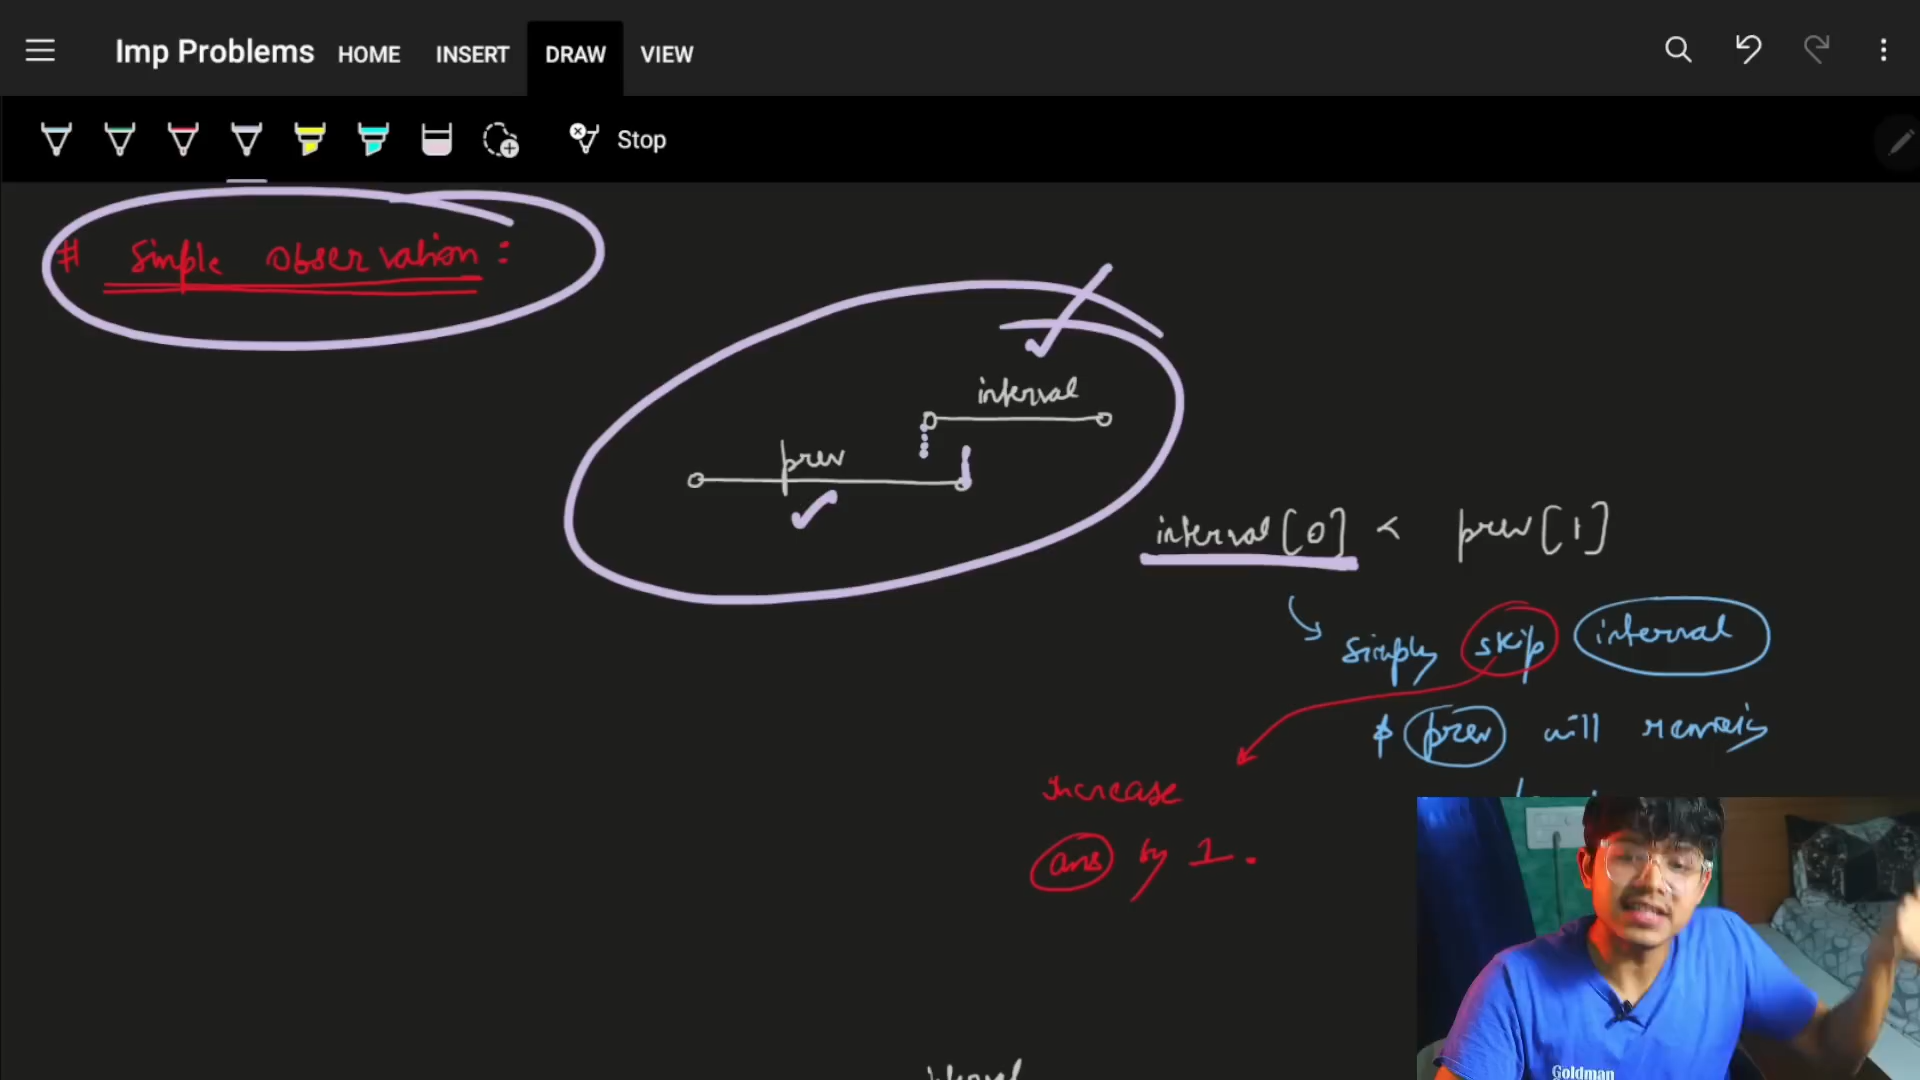 Imp Problems HOME INSERT DRAW VIEW
Stop
# Simple Observation :
interval
prev
interval[0] < prev[1]
Simply skip interval
& prev will remain
Increase
ans by 1.
interval
Goldman